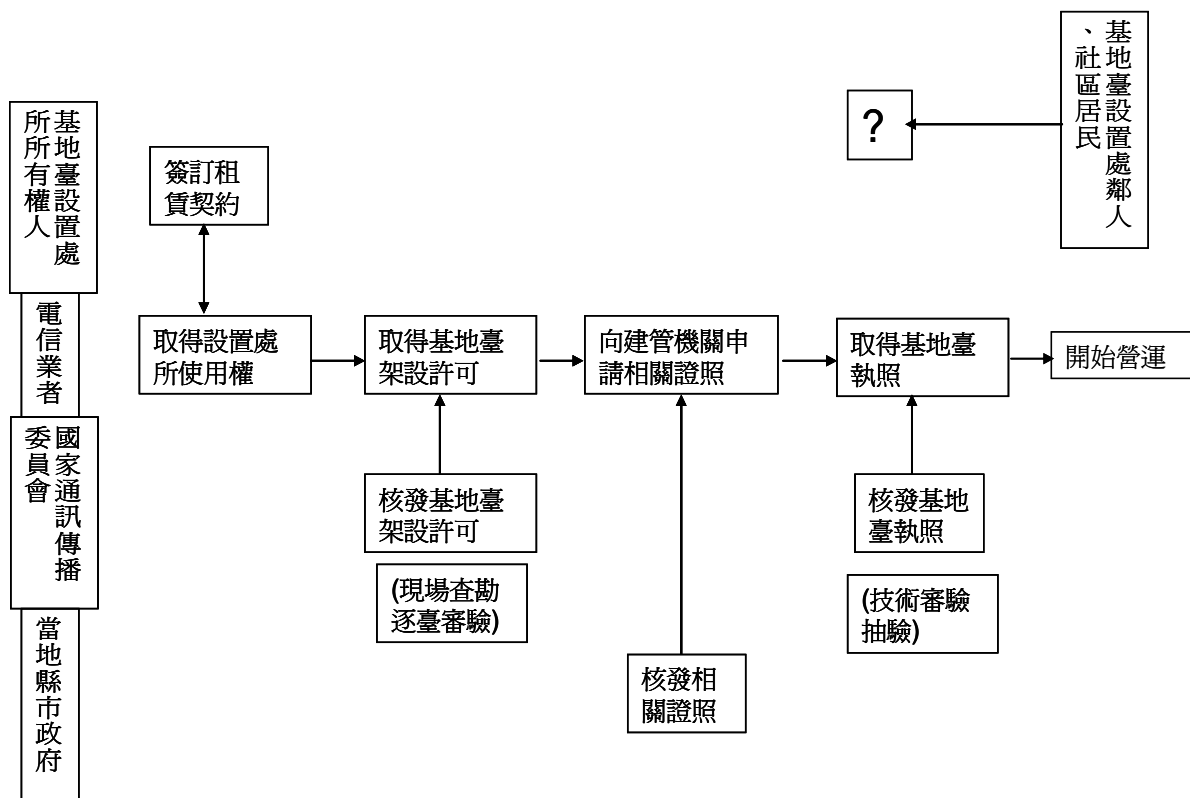 基地臺設置處
所所有權人
電信業者
國家通訊傳播
委員會
當地縣市政府
簽訂租
賃契約
取得設置處
所使用權
取得基地臺
架設許可
核發基地臺
架設許可
(現場查勘
逐臺審驗)
向建管機關申
請相關證照
核發相
關證照
取得基地臺
執照
核發基地
臺執照
(技術審驗
抽驗)
開始營運
?
基地臺設置處鄰人
、社區居民